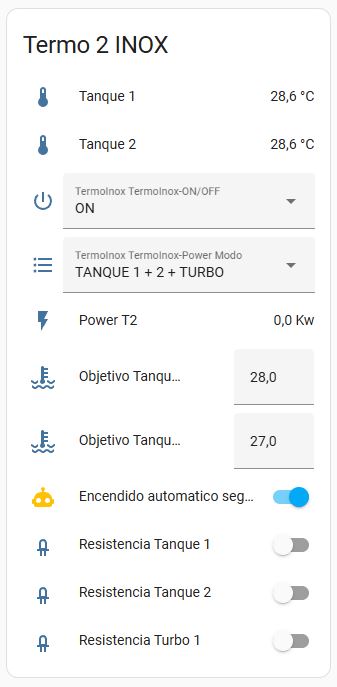 Termo 2 INOX
Tanque 1 28,6 °C
Tanque 2 28,6 °C
TermoInox TermoInox-ON/OFF
ON
TermoInox TermoInox-Power Modo
TANQUE 1 + 2 + TURBO
Power T2 0,0 Kw
Objetivo Tanqu... 28,0
Objetivo Tanqu... 27,0
Encendido automatico seg...
Resistencia Tanque 1
Resistencia Tanque 2
Resistencia Turbo 1